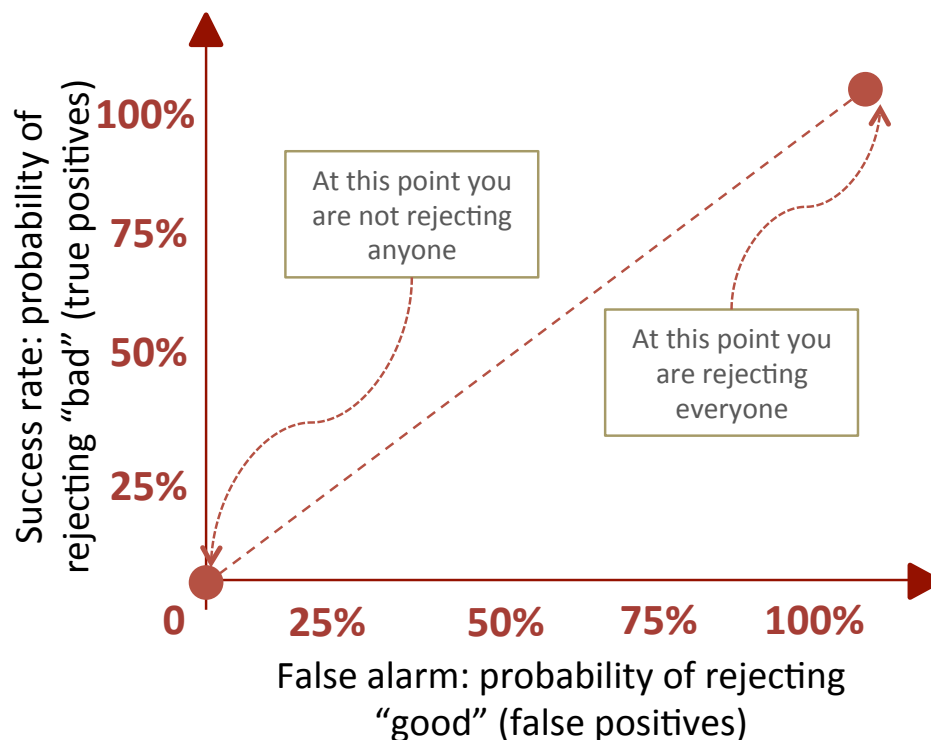 Success rate: probability of
rejecting “bad” (true positives)
100%
75%
50%
25%
0
25%
50%
75%
100%
At this point you
are not rejecting
anyone
At this point you
are rejecting
everyone
False alarm: probability of rejecting
“good” (false positives)